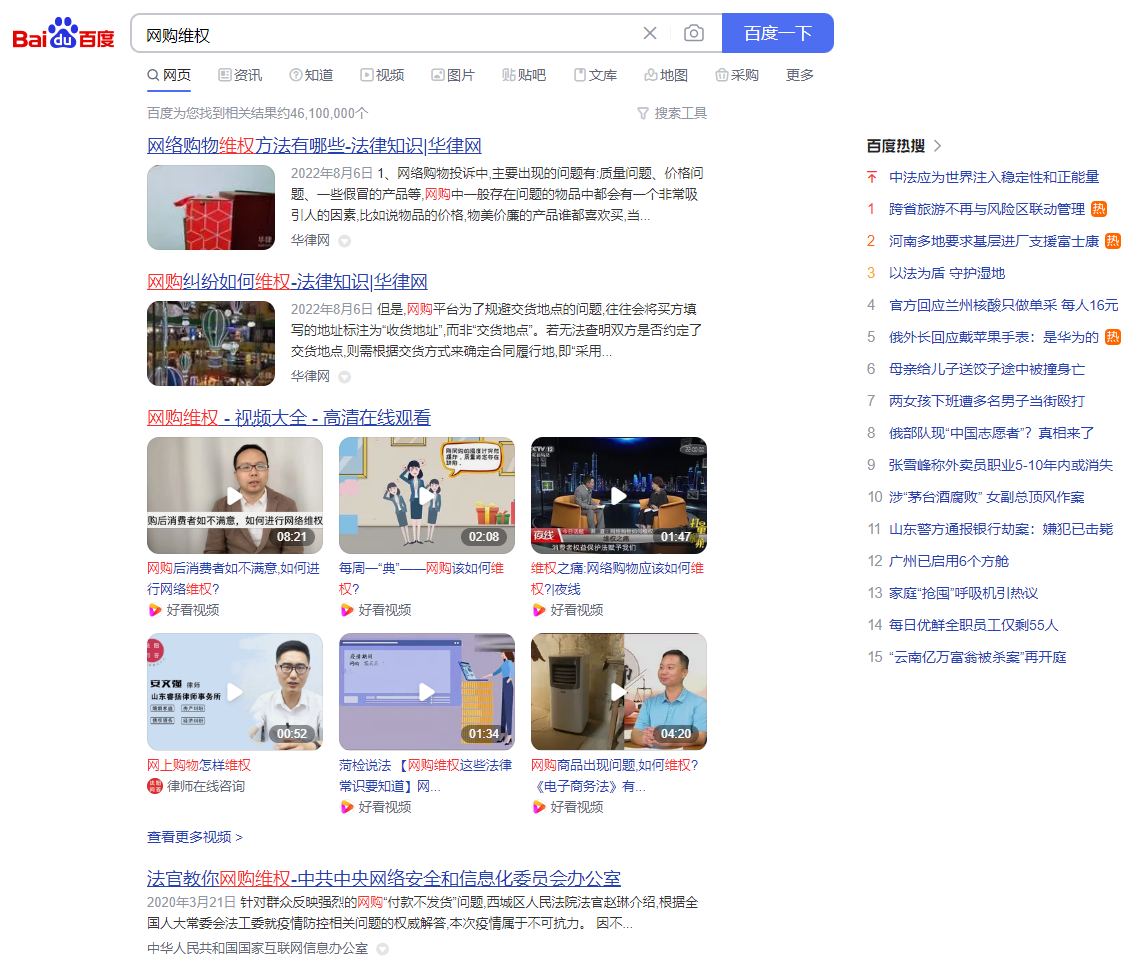 Bai du 百度
网购维权
百度一下
网页 资讯 知道 视频 图片 贴吧 文库 地图 采购 更多
百度为您找到相关结果约46,100,000个
搜索工具
网络购物维权方法有哪些-法律知识|华律网
2022年8月6日 1、网络购物投诉中,主要出现的问题有:质量问题、价格问
题、一些假冒的产品等,网购中一般存在问题的物品中都会有一个非常吸
引人的因素,比如说物品的价格,物美价廉的产品谁都喜欢买,当...
华律网
网购纠纷如何维权-法律知识|华律网
2022年8月6日 但是,网购平台为了规避交货地点的问题,往往会将买方填
写的地址标注为“收货地址”,而非“交货地点”。若无法查明双方是否约定了
交货地点,则需根据交货方式来确定合同履行地,即“采用...
华律网
网购维权 - 视频大全 - 高清在线观看
购后消费者如不满意，如何进行网络维权
08:21
02:08
夜线
维权之痛
消费者权益保护法赋予我们
01:47
网购后消费者如不满意,如何进
行网络维权?
好看视频
每周一“典”——网购该如何维
权?
好看视频
维权之痛:网络购物应该如何维
权?|夜线
好看视频
律师
山东睿扬律师事务所
00:52
01:34
04:20
网上购物怎样维权
律师在线咨询
菏检说法 【网购维权这些法律
常识要知道】网...
好看视频
网购商品出现问题,如何维权?
《电子商务法》有...
好看视频
查看更多视频 >
法官教你网购维权-中共中央网络安全和信息化委员会办公室
2020年3月21日 针对群众反映强烈的网购“付款不发货”问题,西城区人民法院法官赵琳介绍,根据全
国人大常委会法工委就疫情防控相关问题的权威解答,本次疫情属于不可抗力。 因不...
中华人民共和国国家互联网信息办公室
百度热搜
中法应为世界注入稳定性和正能量
1 跨省旅游不再与风险区联动管理 热
2 河南多地要求基层进厂支援富士康 热
3 以法为盾 守护湿地
4 官方回应兰州核酸只做单采 每人16元
5 俄外长回应戴苹果手表：是华为的 热
6 母亲给儿子送饺子途中被撞身亡
7 两女孩下班遭多名男子当街殴打
8 俄部队现“中国志愿者”？真相来了
9 张雪峰称外卖员职业5-10年内或消失
10 涉“茅台酒腐败” 女副总顶风作案
11 山东警方通报银行劫案：嫌犯已击毙
12 广州已启用6个方舱
13 家庭“抢囤”呼吸机引热议
14 每日优鲜全职员工仅剩55人
15 “云南亿万富翁被杀案”再开庭